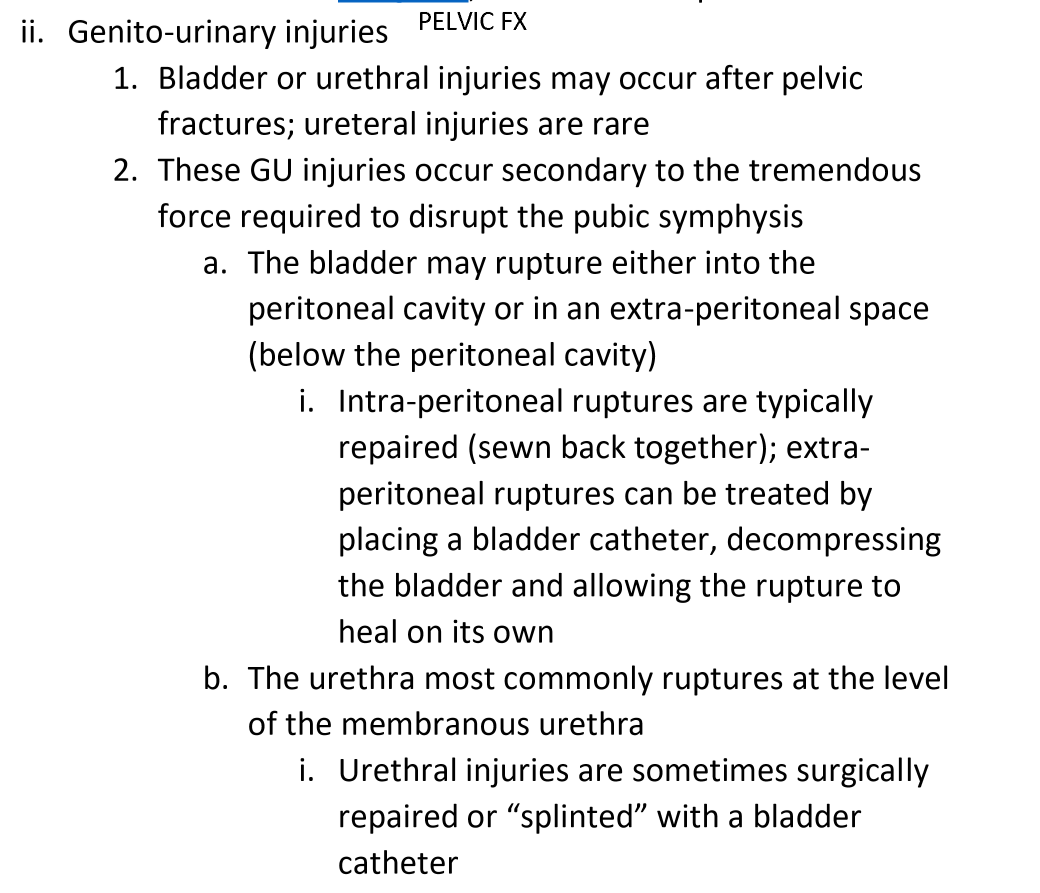 ii. Genito-urinary injuries PELVIC FX
1. Bladder or urethral injuries may occur after pelvic
fractures; ureteral injuries are rare
2. These GU injuries occur secondary to the tremendous
force required to disrupt the pubic symphysis
a. The bladder may rupture either into the
peritoneal cavity or in an extra-peritoneal space
(below the peritoneal cavity)
i. Intra-peritoneal ruptures are typically
repaired (sewn back together); extra-
peritoneal ruptures can be treated by
placing a bladder catheter, decompressing
the bladder and allowing the rupture to
heal on its own
b. The urethra most commonly ruptures at the level
of the membranous urethra
i. Urethral injuries are sometimes surgically
repaired or “splinted” with a bladder
catheter